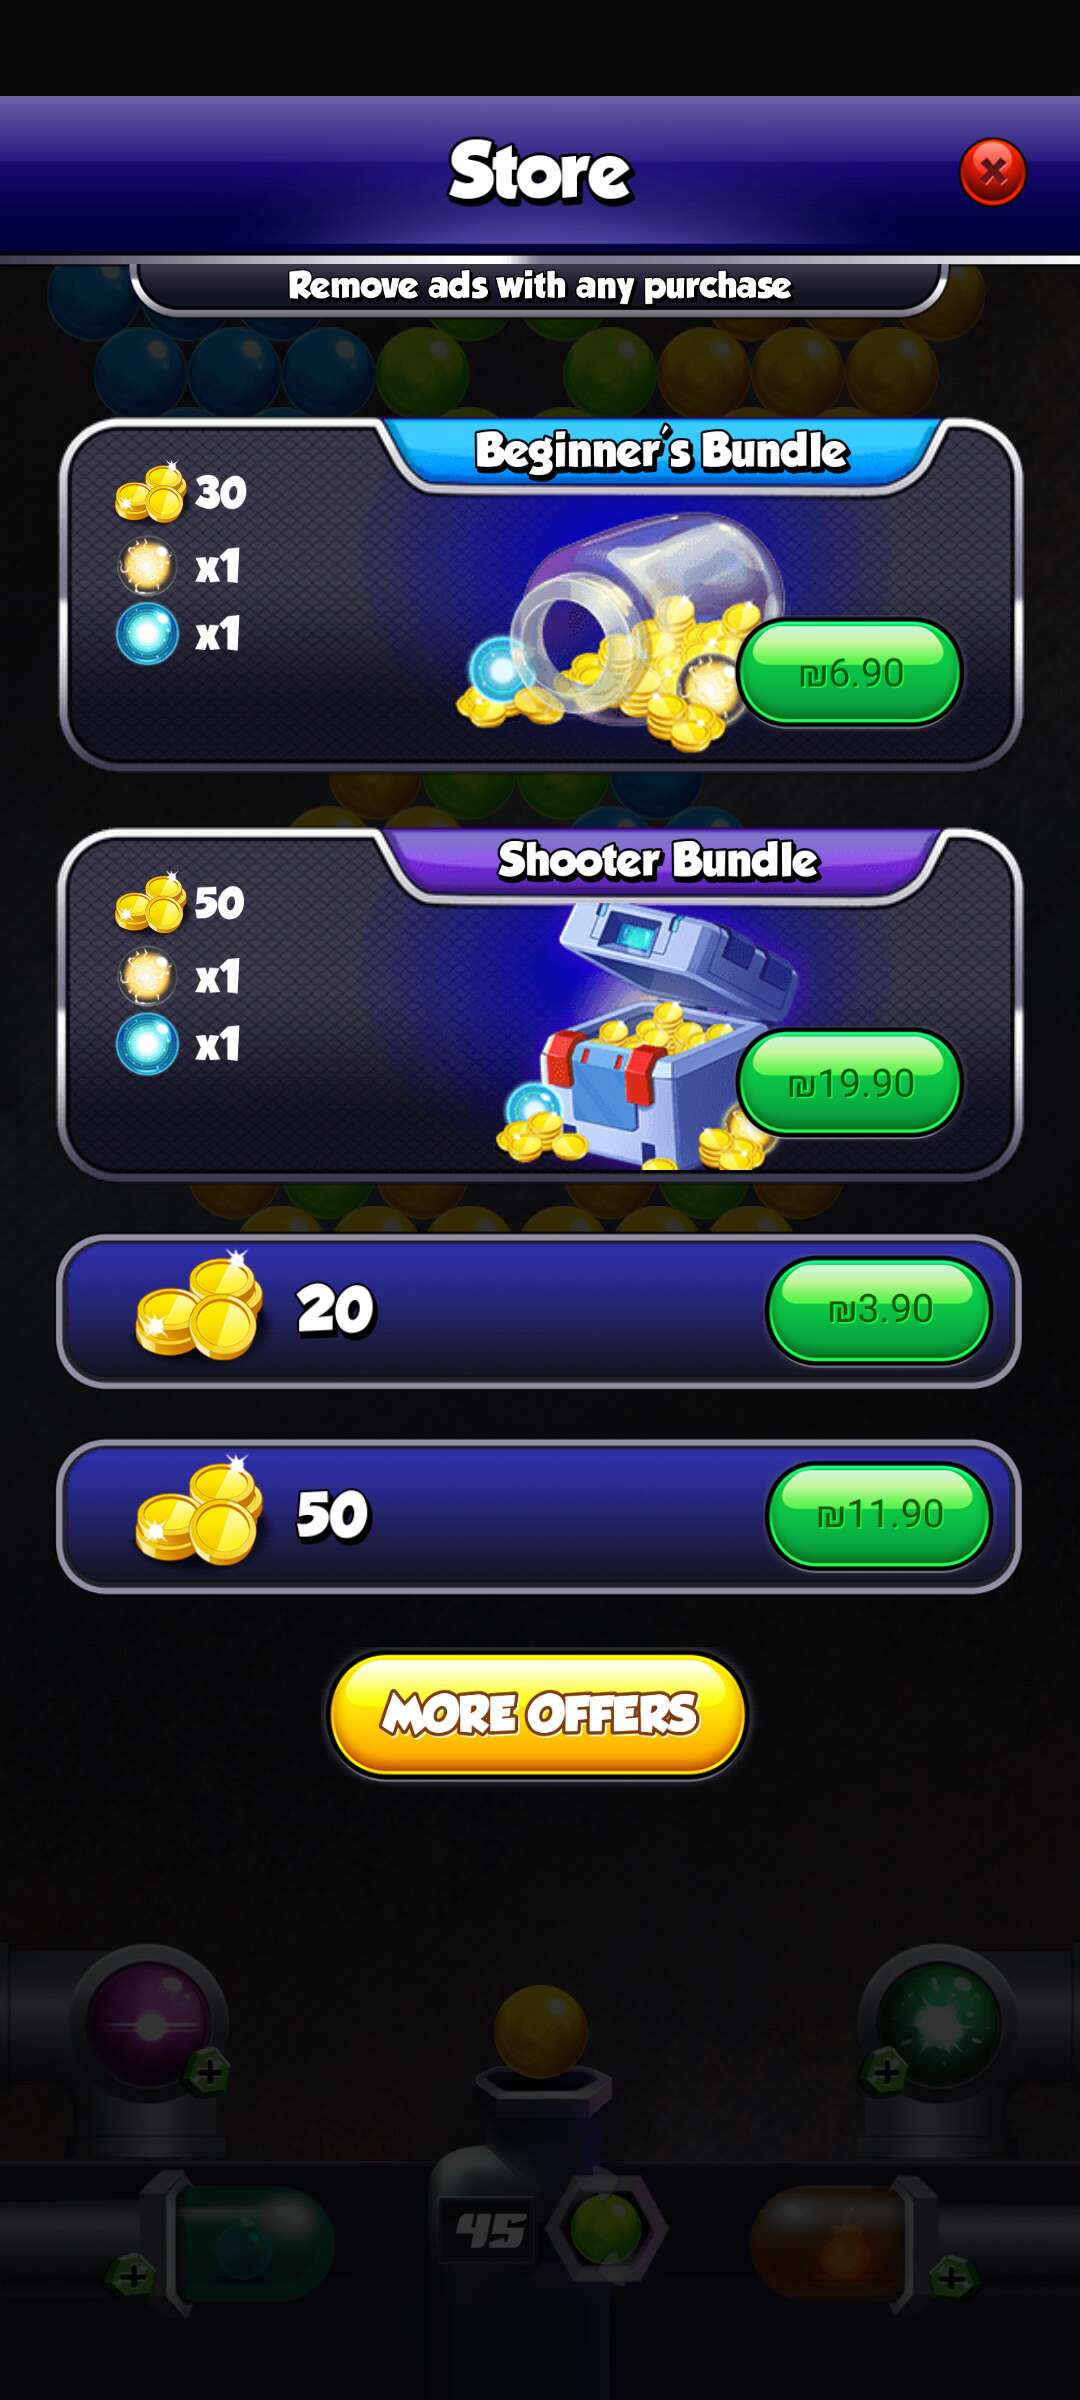 Store
Remove ads with any purchase
Beginner's Bundle
30
x1
x1
₪6.90
Shooter Bundle
50
x1
x1
₪19.90
20
₪3.90
50
₪11.90
MORE OFFERS
45